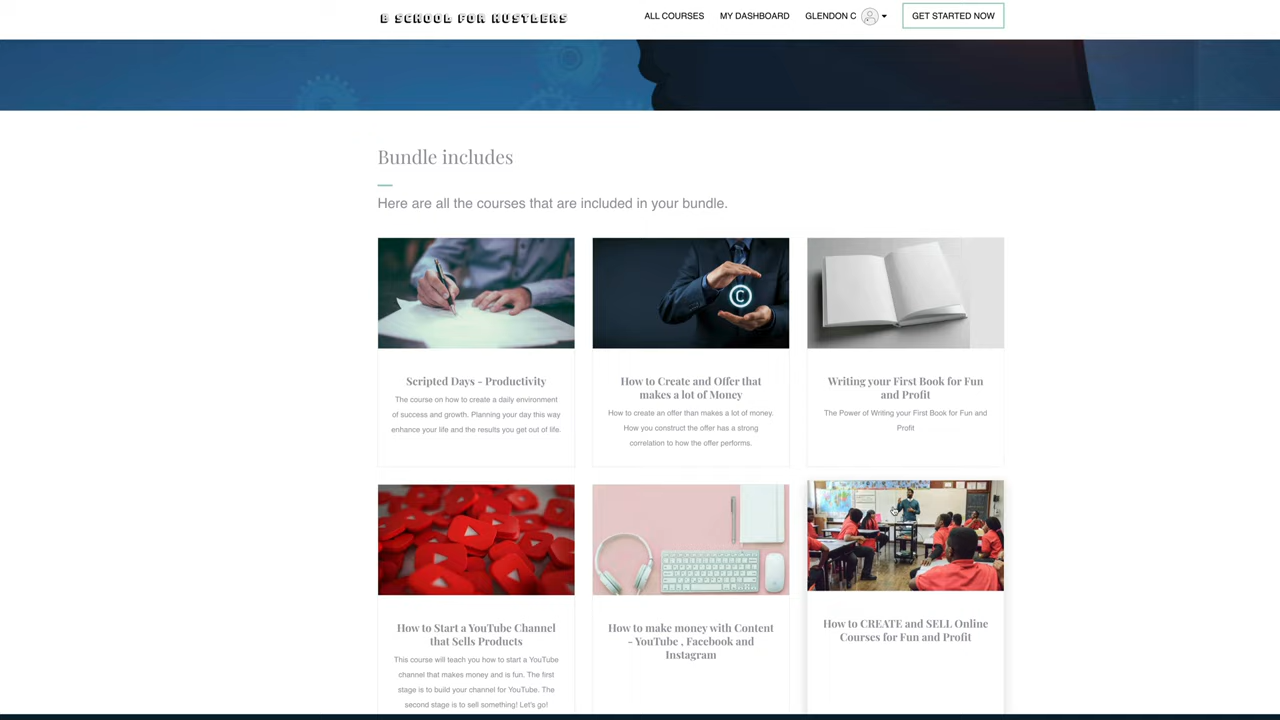 B SCHOOL FOR HUSTLERS
ALL COURSES
MY DASHBOARD
GLENDON C
GET STARTED NOW
Bundle includes
Here are all the courses that are included in your bundle.
Scripted Days - Productivity
The course on how to create a daily environment
of success and growth. Planning your day this way
enhance your life and the results you get out of life.
How to Create and Offer that
makes a lot of Money
How to create an offer than makes a lot of money.
How you construct the offer has a strong
correlation to how the offer performs.
Writing your First Book for Fun
and Profit
The Power of Writing your First Book for Fun and
Profit
How to Start a YouTube Channel
that Sells Products
This course will teach you how to start a YouTube
channel that makes money and is fun. The first
stage is to build your channel for YouTube. The
second stage is to sell something! Let's go!
How to make money with Content
- YouTube , Facebook and
Instagram
How to CREATE and SELL Online
Courses for Fun and Profit